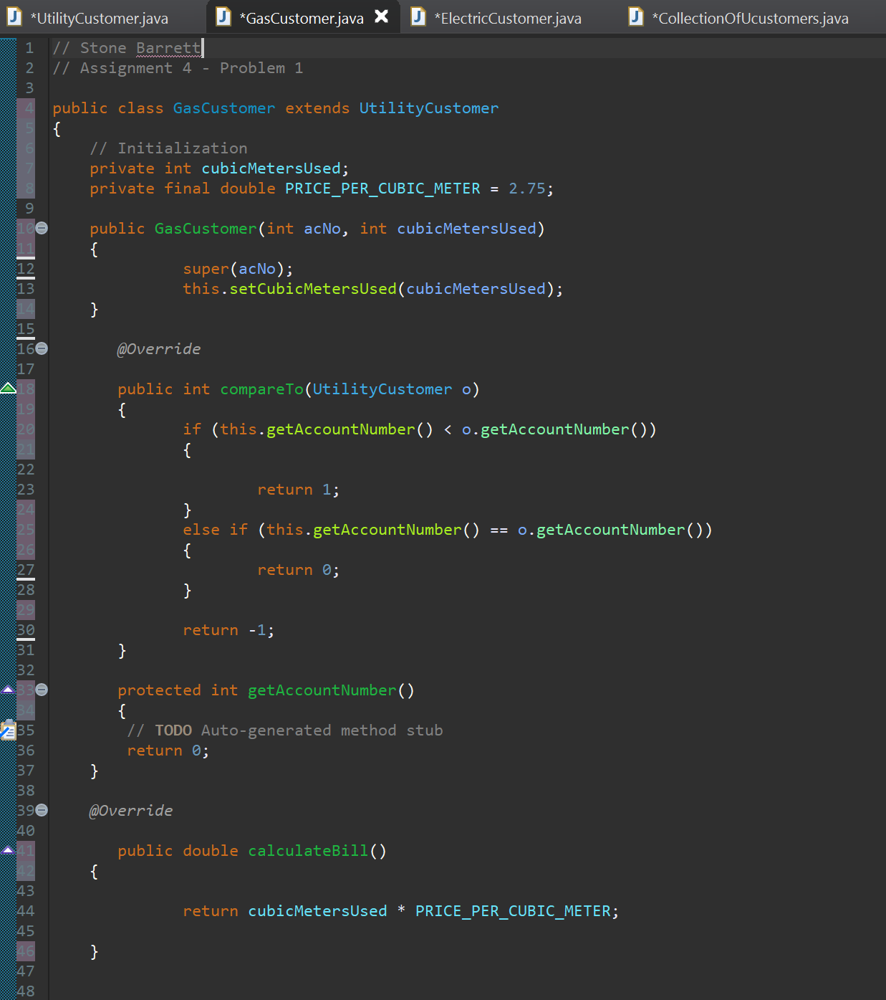 *UtilityCustomer.java *GasCustomer.java *ElectricCustomer.java *CollectionOfUcustomers.java
1 // Stone Barrett
2 // Assignment 4 - Problem 1
3
4 public class GasCustomer extends UtilityCustomer
5 {
6 // Initialization
7 private int cubicMetersUsed;
8 private final double PRICE_PER_CUBIC_METER = 2.75;
9
10 public GasCustomer(int acNo, int cubicMetersUsed)
11 {
12 super(acNo);
13 this.setCubicMetersUsed(cubicMetersUsed);
14 }
15
16 @Override
17
18 public int compareTo(UtilityCustomer o)
19 {
20 if (this.getAccountNumber() < o.getAccountNumber())
21 {
22
23 return 1;
24 }
25 else if (this.getAccountNumber() == o.getAccountNumber())
26 {
27 return 0;
28 }
29
30 return -1;
31 }
32
33 protected int getAccountNumber()
34 {
35 // TODO Auto-generated method stub
36 return 0;
37 }
38
39 @Override
40
41 public double calculateBill()
42 {
43
44 return cubicMetersUsed * PRICE_PER_CUBIC_METER;
45
46 }
47
48